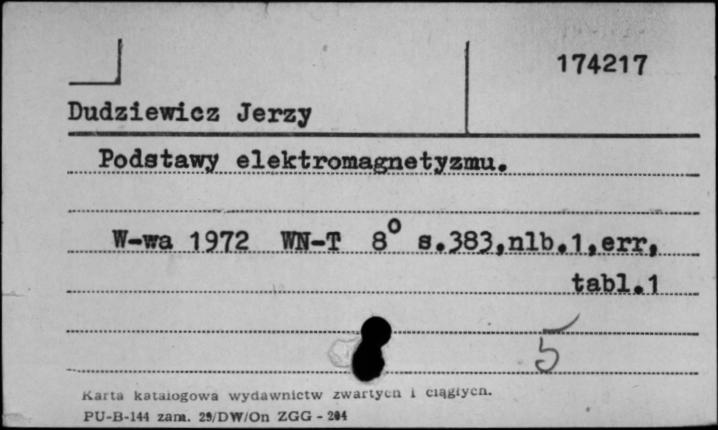 174217
Dudziewicz Jerzy
Podstawy elektromagnetyzmu.
W-wa 1972 WN-T 8° s.383,nlb.1,err,
tabl.1
5
Karta katalogowa wydawnictw zwartych i ciągłych.
PU-B-144 zam. 29/DW/On ZGG - 204